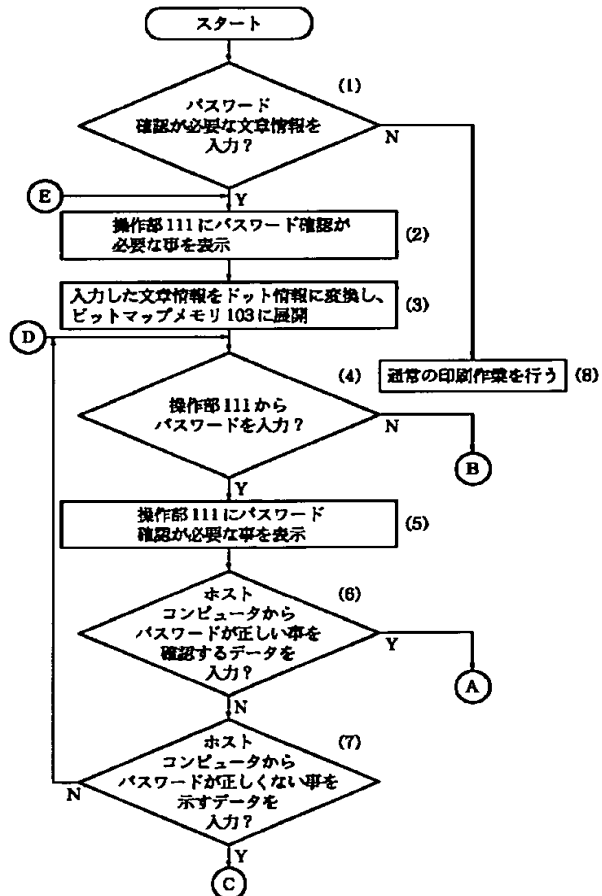 スタート
(1)
パスワード
確認が必要な文章情報を
入力？
N
E
Y
操作部111にパスワード確認が
必要な事を表示
(2)
入力した文章情報をドット情報に変換し、
ビットマップメモリ103に展開
(3)
D
(4)
通常の印刷作業を行う
(8)
操作部111から
パスワードを入力？
N
B
Y
操作部111にパスワード
確認が必要な事を表示
(5)
ホスト
コンピュータから
パスワードが正しい事を
確認するデータを
入力？
(6)
Y
A
N
ホスト
コンピュータから
パスワードが正しくない事を
示すデータを
入力？
(7)
N
Y
C